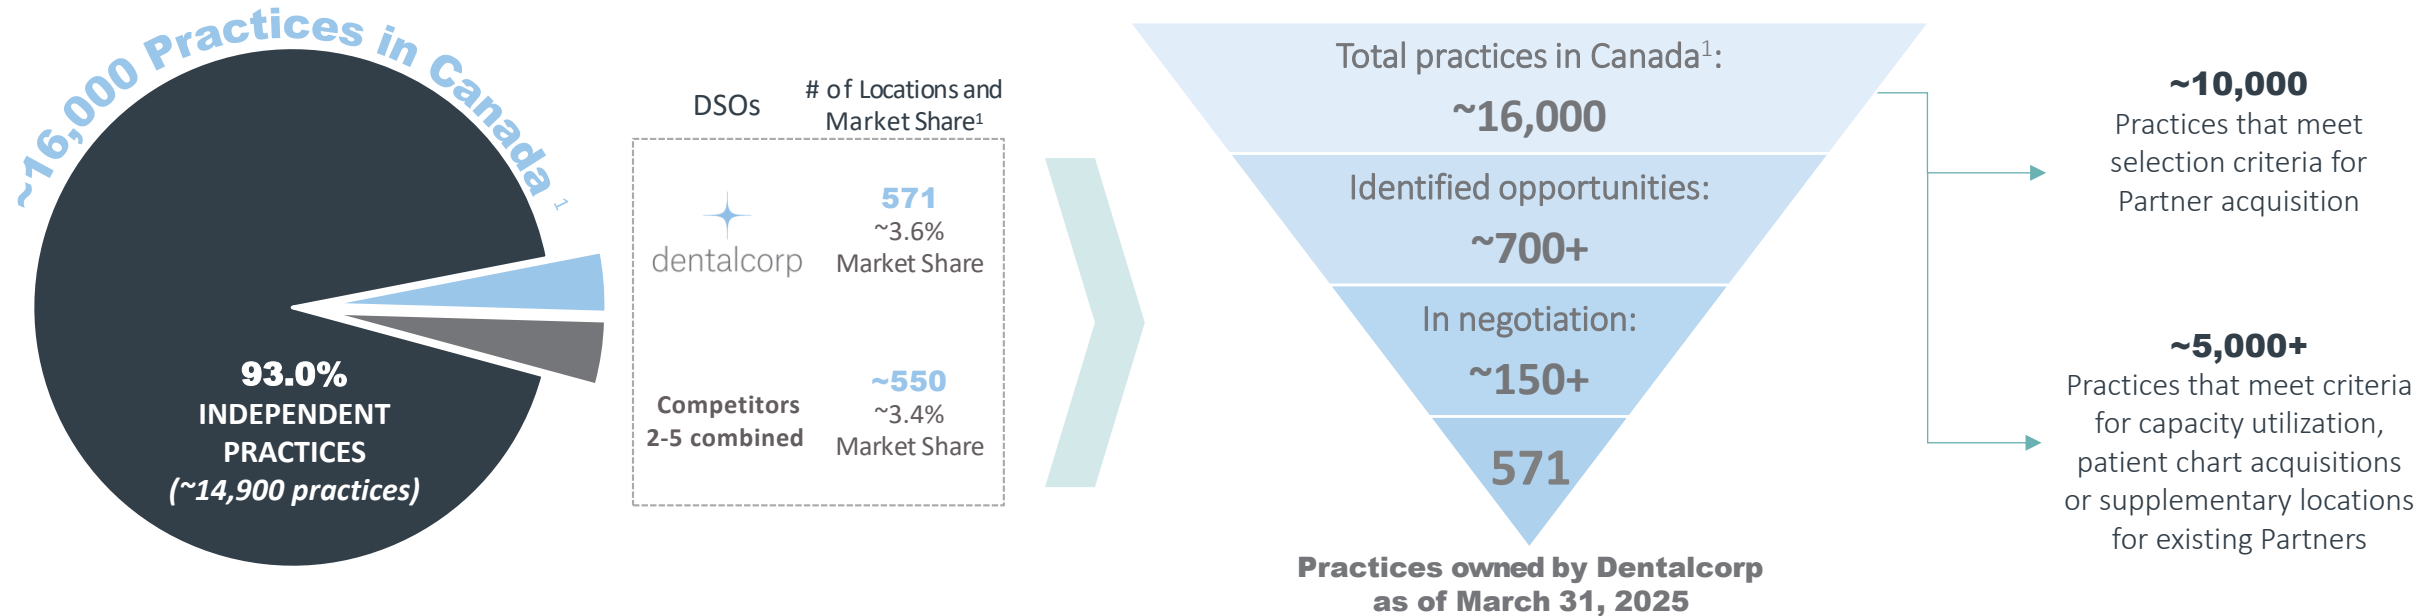 ~16,000 Practices in Canada 1
93.0%
INDEPENDENT
PRACTICES
(~14,900 practices)
DSOs
# of Locations and
Market Share1
dentalcorp
571
~3.6%
Market Share
Competitors
2-5 combined
~550
~3.4%
Market Share
Total practices in Canada1:
~16,000
Identified opportunities:
~700+
In negotiation:
~150+
571
Practices owned by Dentalcorp
as of March 31, 2025
~10,000
Practices that meet
selection criteria for
Partner acquisition
~5,000+
Practices that meet criteria
for capacity utilization,
patient chart acquisitions
or supplementary locations
for existing Partners